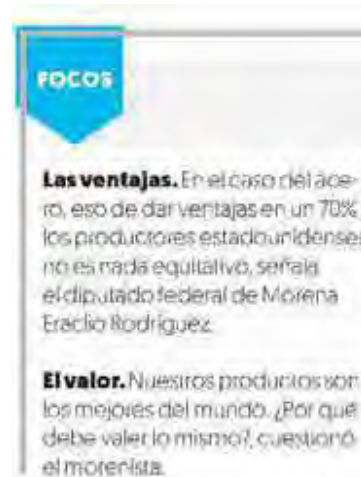 FOCOS
Las ventajas. En el caso del ace-
ro, eso de dar ventajas en un 70%
los productores estadounidenses
no es nada equitativo, señala
el diputado federal de Morena
Eraclio Rodríguez.
El valor. Nuestros productos son
los mejores del mundo. ¿Por qué
debe valer lo mismo?, cuestionó
el morenista.